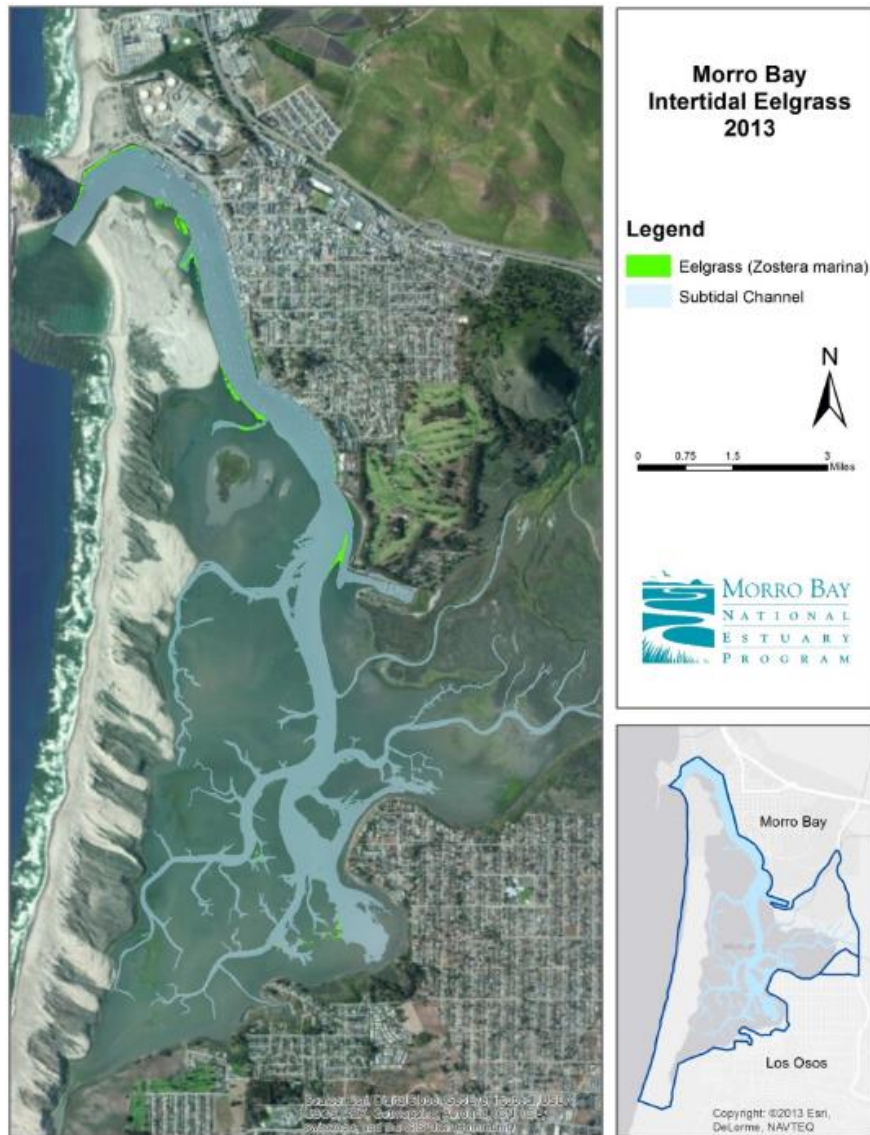 Morro Bay
Intertidal Eelgrass
2013
Legend
Eelgrass (Zostera marina)
Subtidal Channel
N
0 0.75 1.5 3
Miles
MORRO BAY
NATIONAL
ESTUARY
PROGRAM
Morro Bay
Los Osos
Copyright: ©2013 Esri,
DeLorme, NAVTEQ